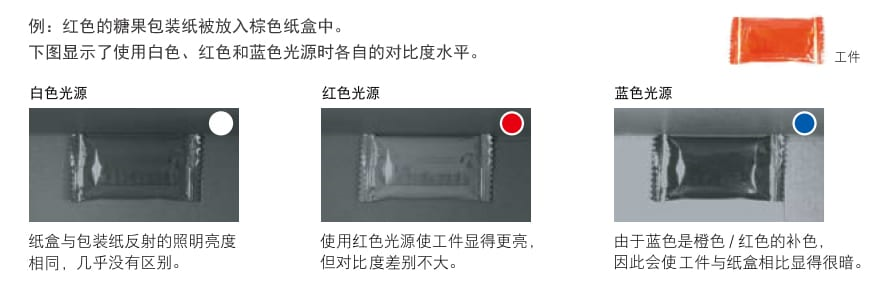 例：红色的糖果包装纸被放入棕色纸盒中。
下图显示了使用白色、红色和蓝色光源时各自的对比度水平。
工件
白色光源
红色光源
蓝色光源
纸盒与包装纸反射的照明亮度
相同，几乎没有区别。
使用红色光源使工件显得更亮，
但对比度差别不大。
由于蓝色是橙色 / 红色的补色，
因此会使工件与纸盒相比显得很暗。